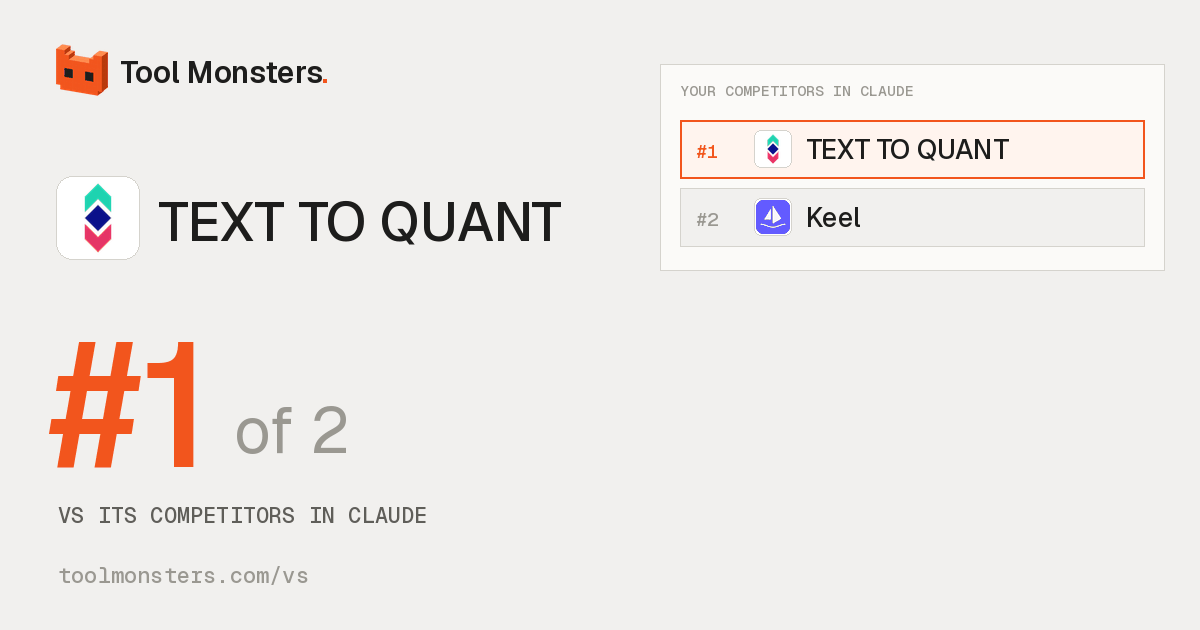 Tool Monsters.
TEXT TO QUANT
#1 of 2
VS ITS COMPETITORS IN CLAUDE
toolmonsters.com/vs
YOUR COMPETITORS IN CLAUDE
#1 TEXT TO QUANT
#2 Keel